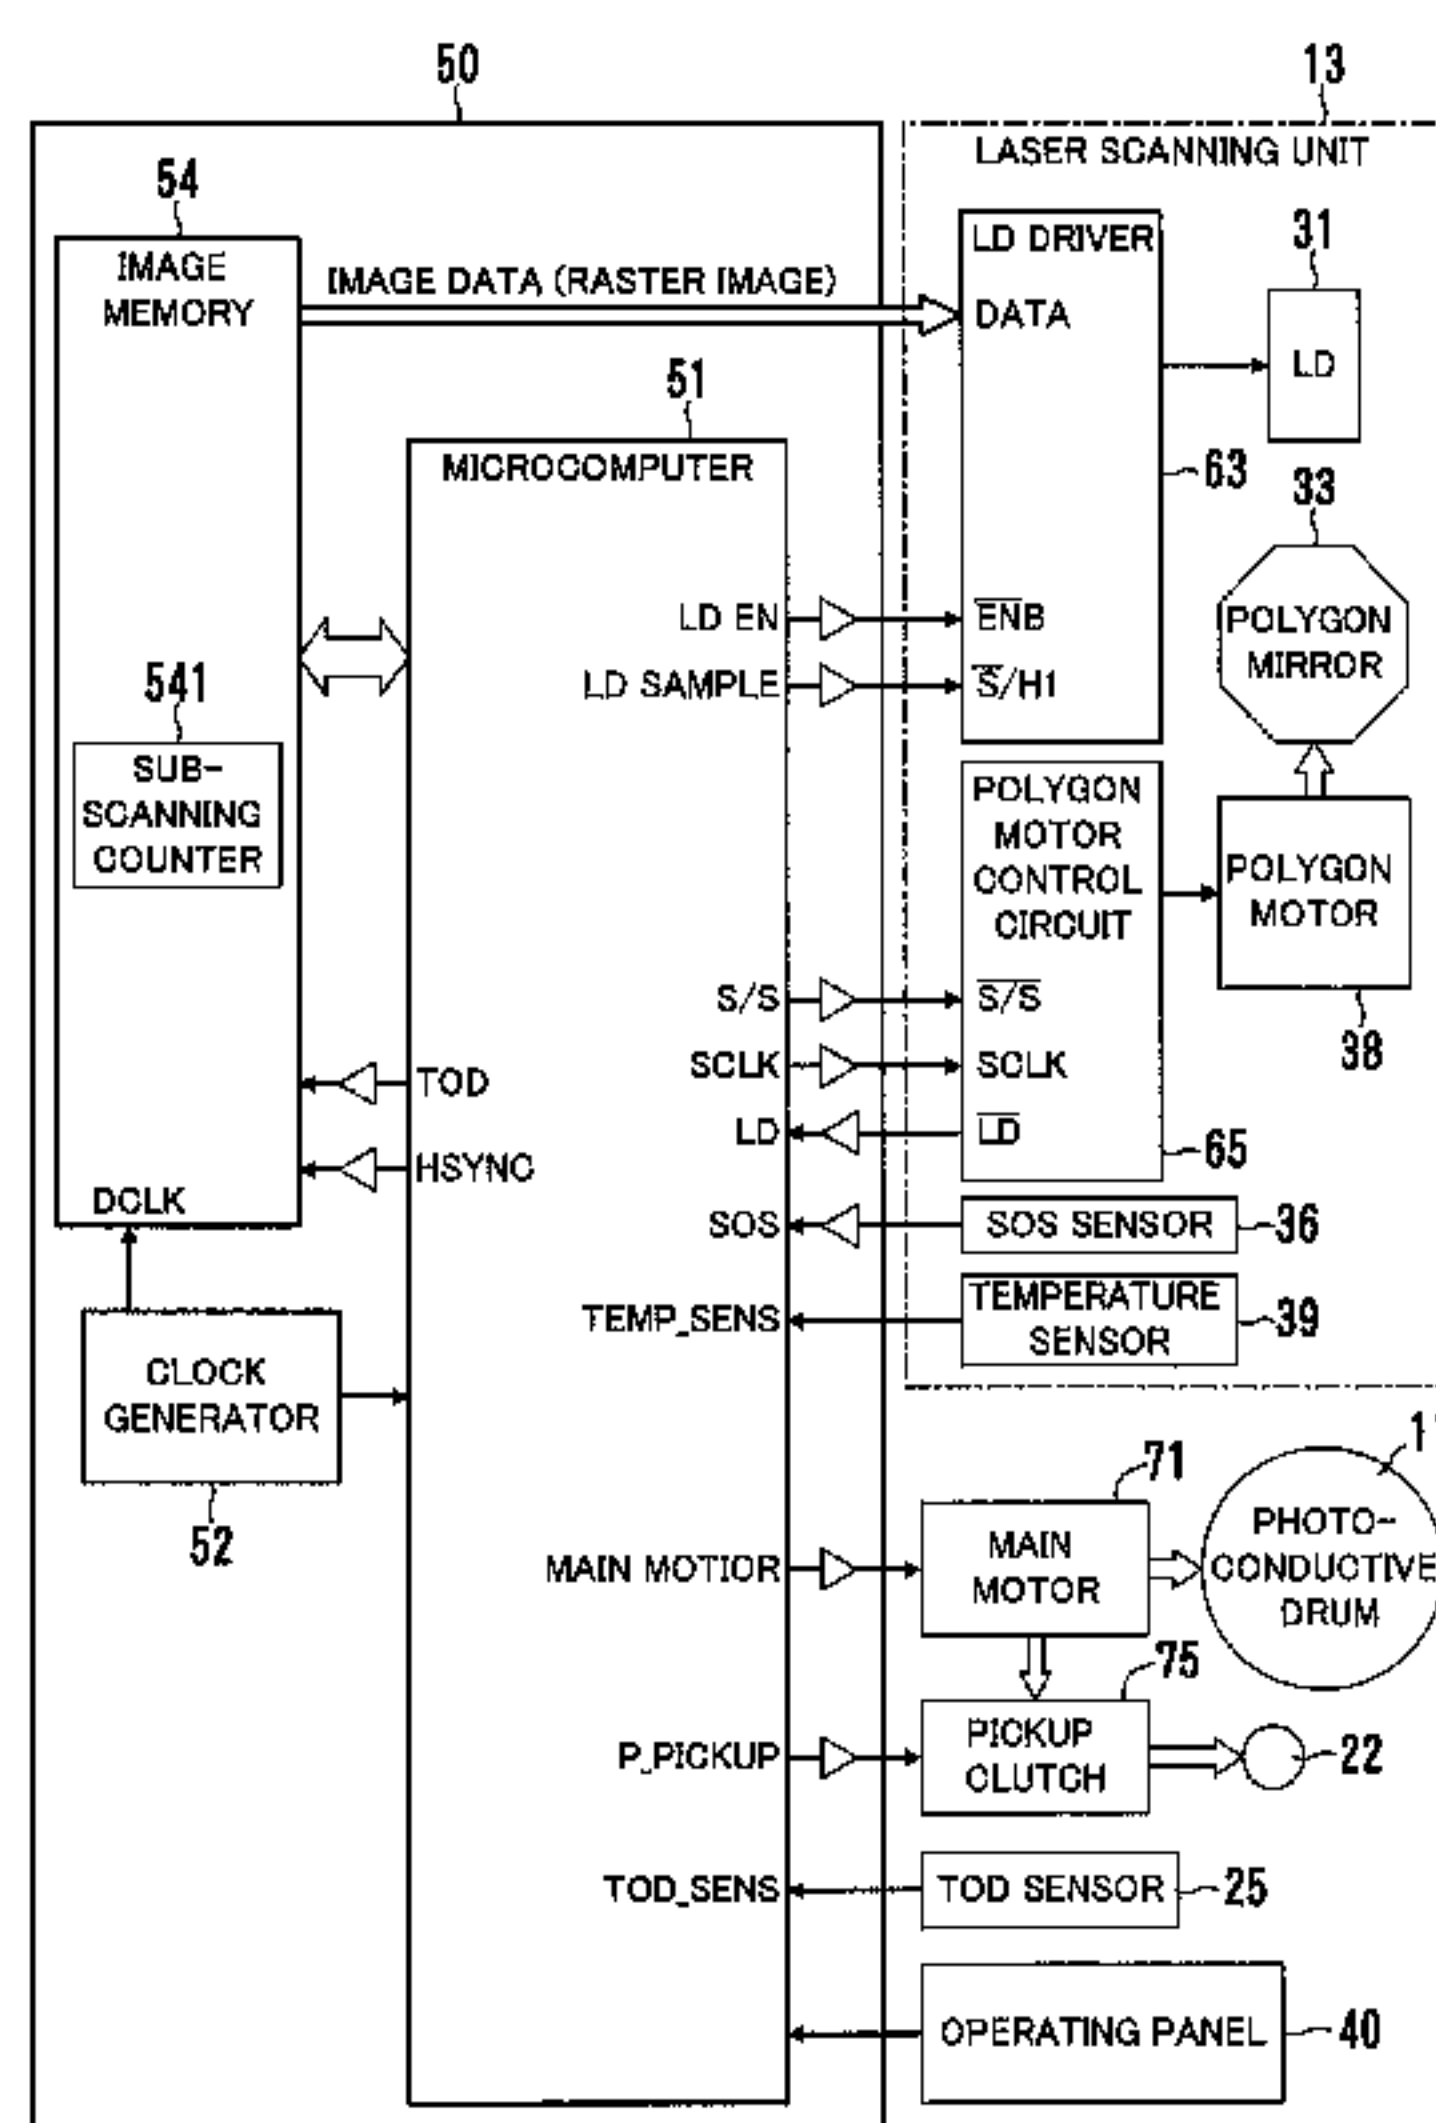 50
13
LASER SCANNING UNIT
54
IMAGE
MEMORY
IMAGE DATA (RASTER IMAGE)
LD DRIVER
DATA
31
LD
51
MICROCOMPUTER
63
33
POLYGON
MIRROR
LD EN
ENB
LD SAMPLE
S/H1
541
SUB-
SCANNING
COUNTER
POLYGON
MOTOR
CONTROL
CIRCUIT
POLYGON
MOTOR
38
S/S
S/S
SCLK
SCLK
TOD
LD
LD
65
HSYNC
DCLK
SOS
SOS SENSOR
36
TEMP_SENS
TEMPERATURE
SENSOR
39
CLOCK
GENERATOR
52
71
MAIN MOTIOR
MAIN
MOTOR
PHOTO-
CONDUCTIVE
DRUM
75
P_PICKUP
PICKUP
CLUTCH
22
TOD_SENS
TOD SENSOR
25
OPERATING PANEL
40